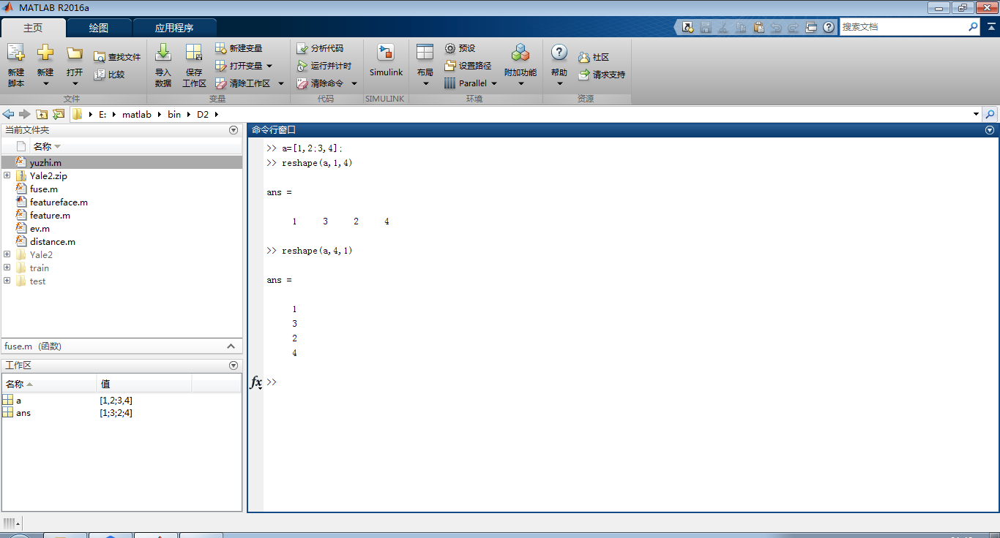 MATLAB R2016a
主页 绘图 应用程序 搜索文档
新建脚本 新建 打开 查找文件 比较 文件
导入数据 保存工作区 新建变量 打开变量 清除工作区 变量
分析代码 运行并计时 清除命令 代码
Simulink SIMULINK
布局 预设 设置路径 Parallel 附加功能 环境
帮助 社区 请求支持 资源
E: matlab bin D2
当前文件夹
名称
yuzhi.m
Yale2.zip
fuse.m
featureface.m
feature.m
ev.m
distance.m
Yale2
train
test
fuse.m (函数)
工作区
名称 值
a [1,2;3,4]
ans [1;3;2;4]
命令行窗口
>> a=[1,2;3,4];
>> reshape(a,1,4)
ans =
1 3 2 4
>> reshape(a,4,1)
ans =
1
3
2
4
fx >>